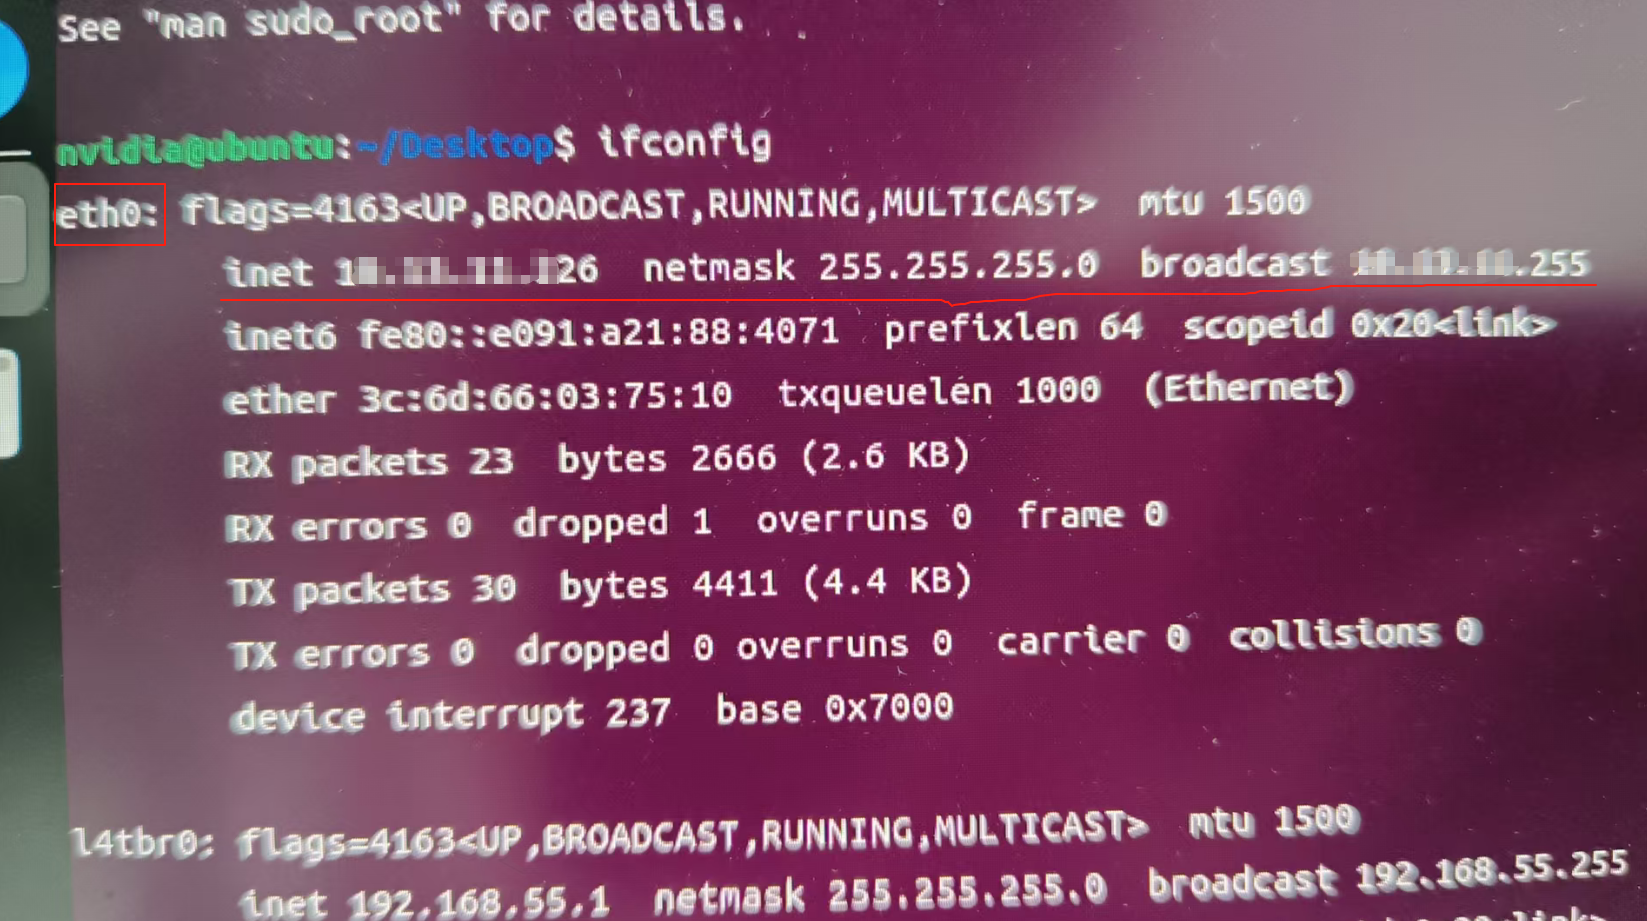 See "man sudo_root" for details.
nvidia@ubuntu:~/Desktop$ ifconfig
eth0: flags=4163<UP,BROADCAST,RUNNING,MULTICAST>  mtu 1500
inet 26  netmask 255.255.255.0  broadcast .255
inet6 fe80::e091:a21:88:4071  prefixlen 64  scopeid 0x20<link>
ether 3c:6d:66:03:75:10  txqueuelen 1000  (Ethernet)
RX packets 23  bytes 2666 (2.6 KB)
RX errors 0  dropped 1  overruns 0  frame 0
TX packets 30  bytes 4411 (4.4 KB)
TX errors 0  dropped 0 overruns 0  carrier 0  collisions 0
device interrupt 237  base 0x7000
l4tbr0: flags=4163<UP,BROADCAST,RUNNING,MULTICAST>  mtu 1500
inet 192.168.55.1  netmask 255.255.255.0  broadcast 192.168.55.255